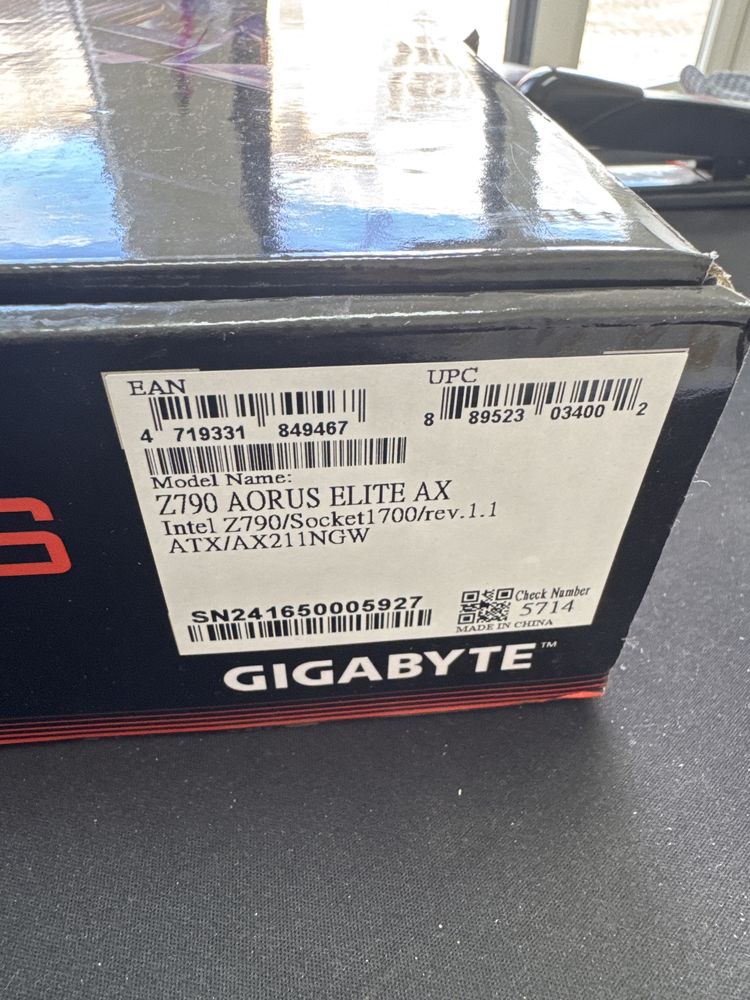 EAN
4 719331 849467
UPC
8 89523 03400 2
Model Name:
Z790 AORUS ELITE AX
Intel Z790/Socket1700/rev.1.1
ATX/AX211NGW
SN241650005927
Check Number
5714
MADE IN CHINA
GIGABYTE™
S